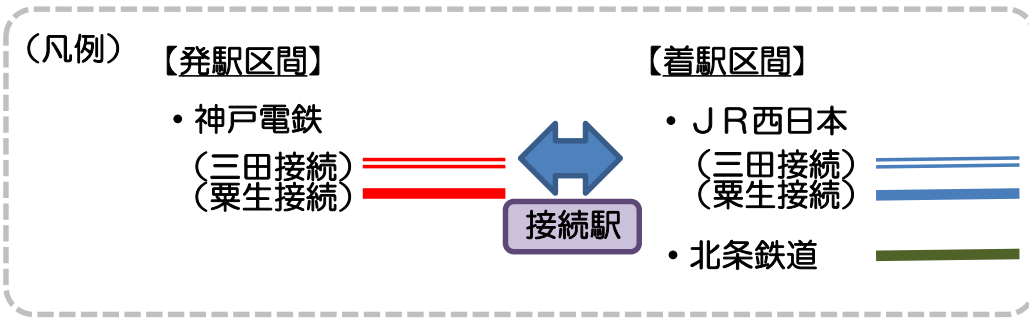 (凡例)
【発駅区間】
・神戸電鉄
(三田接続)
(粟生接続)
接続駅
【着駅区間】
・JR西日本
(三田接続)
(粟生接続)
・北条鉄道